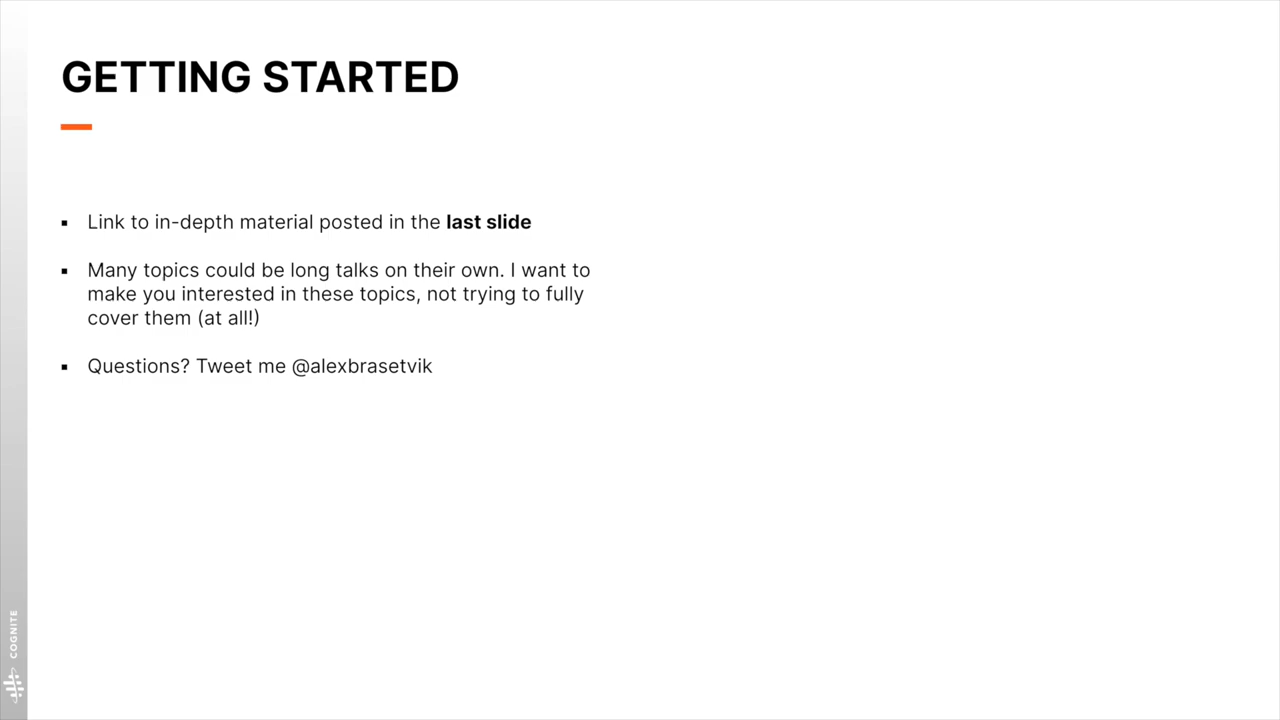 GETTING STARTED
▪ Link to in-depth material posted in the last slide
▪ Many topics could be long talks on their own. I want to
make you interested in these topics, not trying to fully
cover them (at all!)
▪ Questions? Tweet me @alexbrasetvik
COGNITE